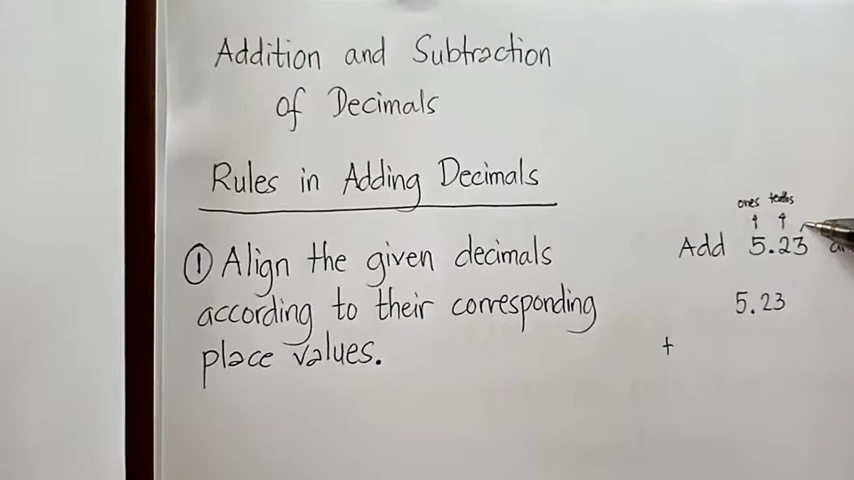 Addition and Subtraction
of Decimals
Rules in Adding Decimals
① Align the given decimals
according to their corresponding
place values.
ones tenths
Add 5.23
5.23
+